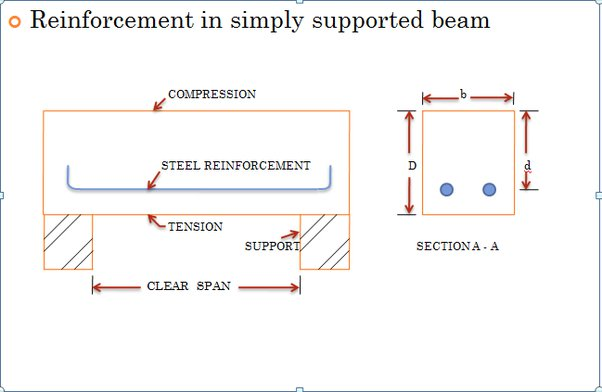 Reinforcement in simply supported beam
COMPRESSION
STEEL REINFORCEMENT
TENSION
SUPPORT
CLEAR SPAN
b
D
d
SECTION A - A